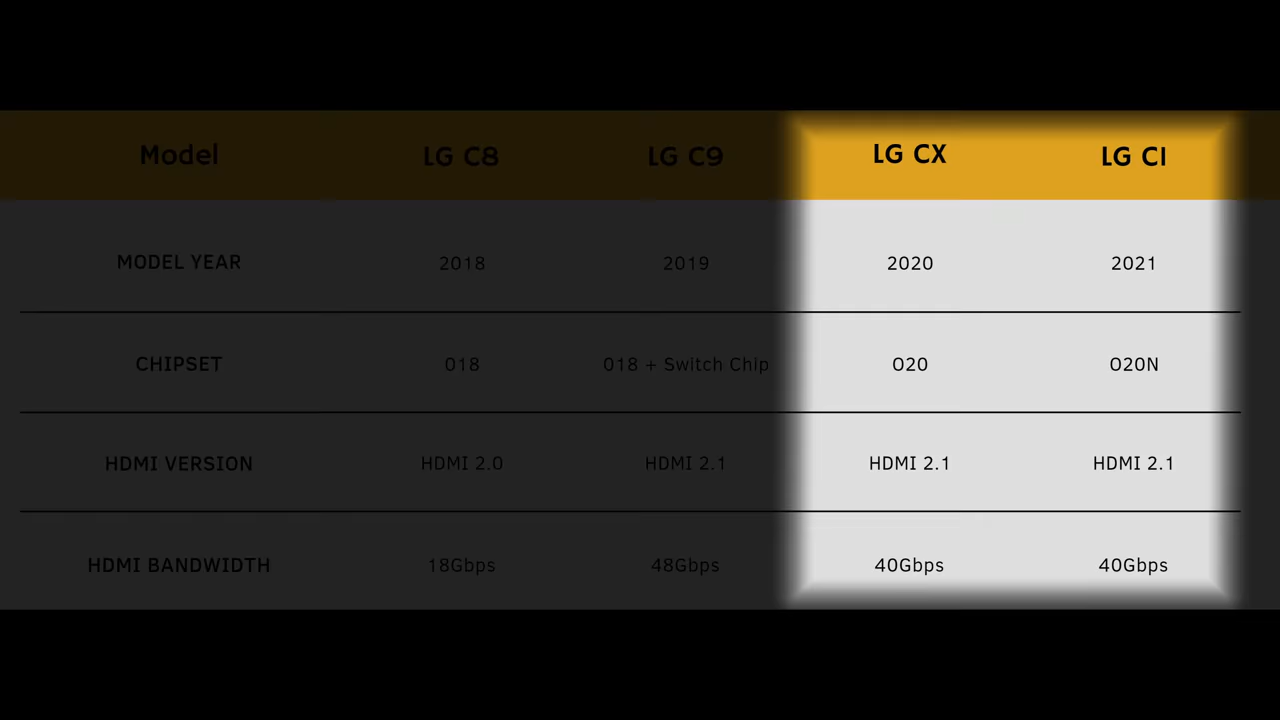 Model LG C8 LG C9 LG CX LG C1
MODEL YEAR 2018 2019 2020 2021
CHIPSET O18 O18 + Switch Chip O20 O20N
HDMI VERSION HDMI 2.0 HDMI 2.1 HDMI 2.1 HDMI 2.1
HDMI BANDWIDTH 18Gbps 48Gbps 40Gbps 40Gbps